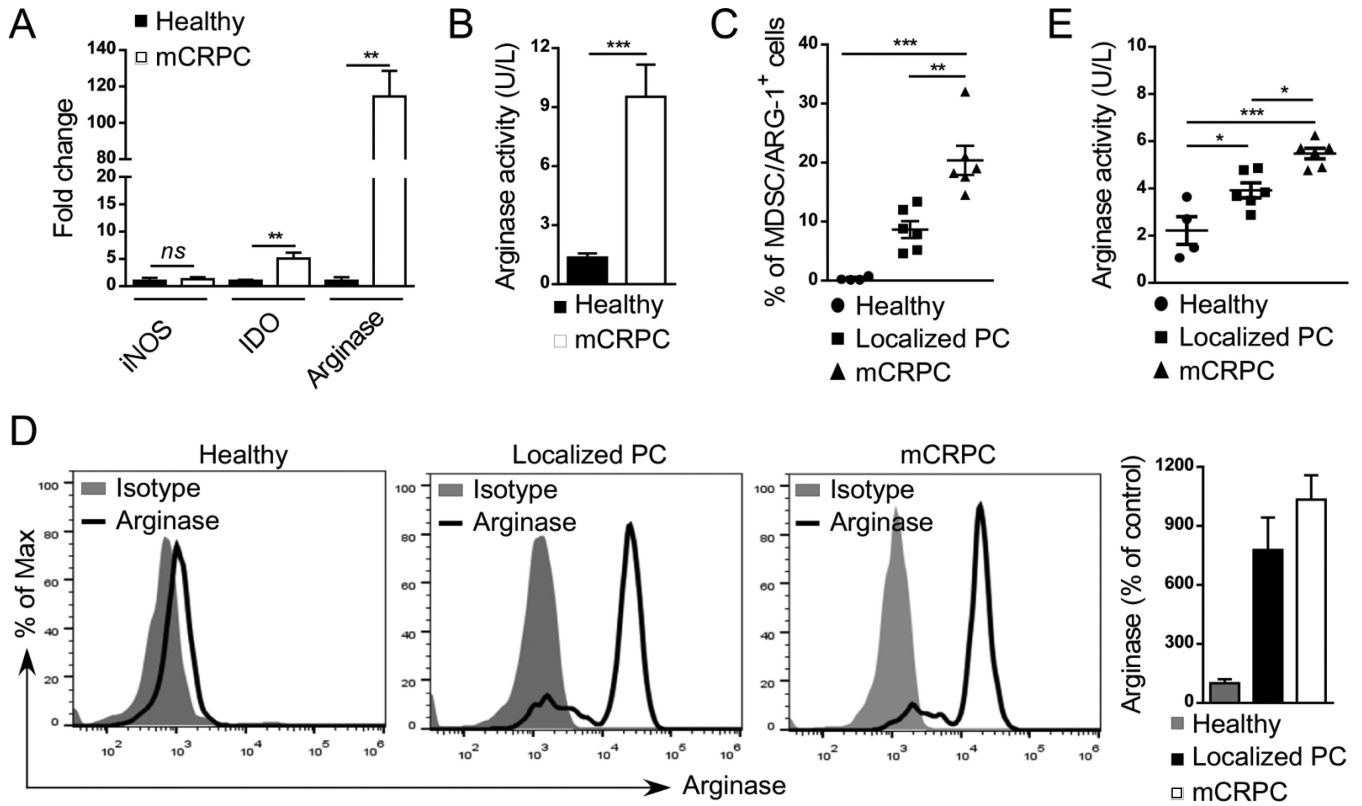 A
Healthy
mCRPC
Fold change
140
120
100
80
20
15
10
5
0
ns
**
**
iNOS
IDO
Arginase
B
Arginase activity (U/L)
12
9
6
3
0
***
Healthy
mCRPC
C
% of MDSC/ARG-1⁺ cells
40
30
20
10
0
***
**
Healthy
Localized PC
mCRPC
E
Arginase activity (U/L)
10
8
6
4
2
0
*
***
*
Healthy
Localized PC
mCRPC
D
% of Max
Arginase
Healthy
Isotype
Arginase
100
80
60
40
20
0
10² 10³ 10⁴ 10⁵ 10⁶
Localized PC
Isotype
Arginase
100
80
60
40
20
0
10² 10³ 10⁴ 10⁵ 10⁶
mCRPC
Isotype
Arginase
100
80
60
40
20
0
10² 10³ 10⁴ 10⁵ 10⁶
Arginase (% of control)
1200
900
600
300
0
Healthy
Localized PC
mCRPC